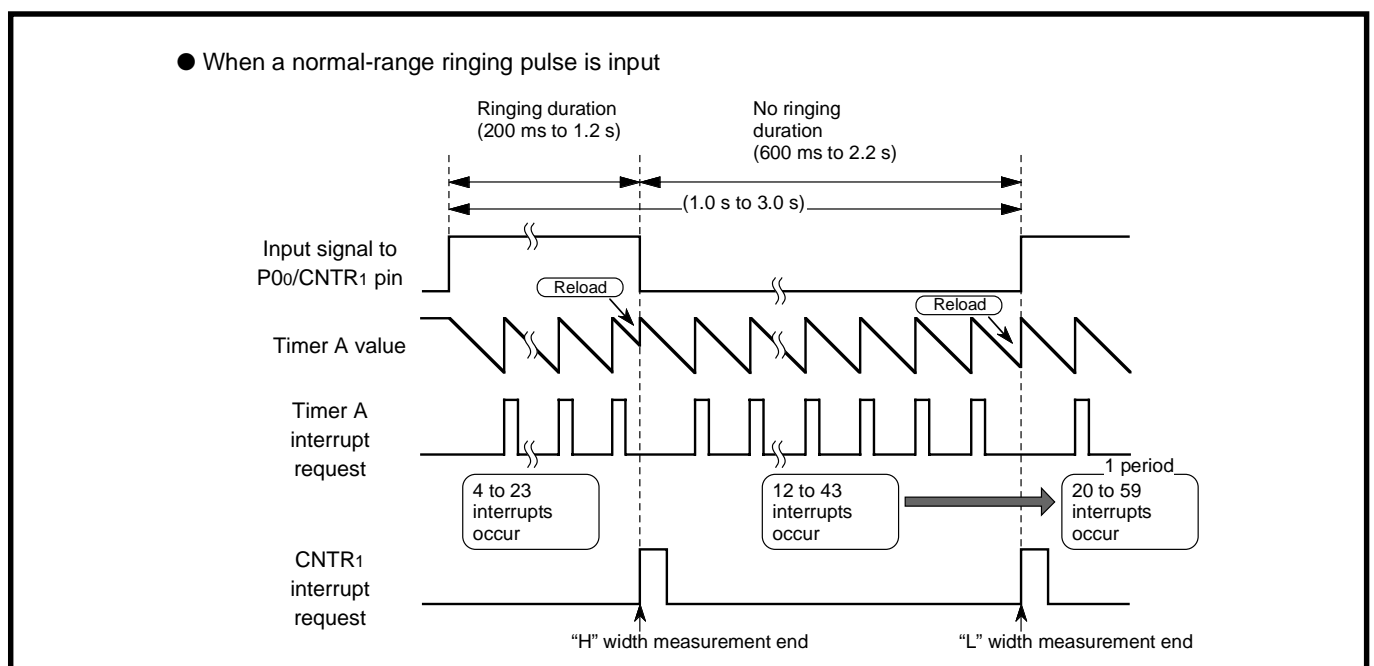 ● When a normal-range ringing pulse is input
Ringing duration
(200 ms to 1.2 s)
No ringing
duration
(600 ms to 2.2 s)
(1.0 s to 3.0 s)
Input signal to
P00/CNTR1 pin
Reload
Reload
Timer A value
Timer A
interrupt
request
4 to 23
interrupts
occur
12 to 43
interrupts
occur
1 period
20 to 59
interrupts
occur
CNTR1
interrupt
request
“H” width measurement end
“L” width measurement end